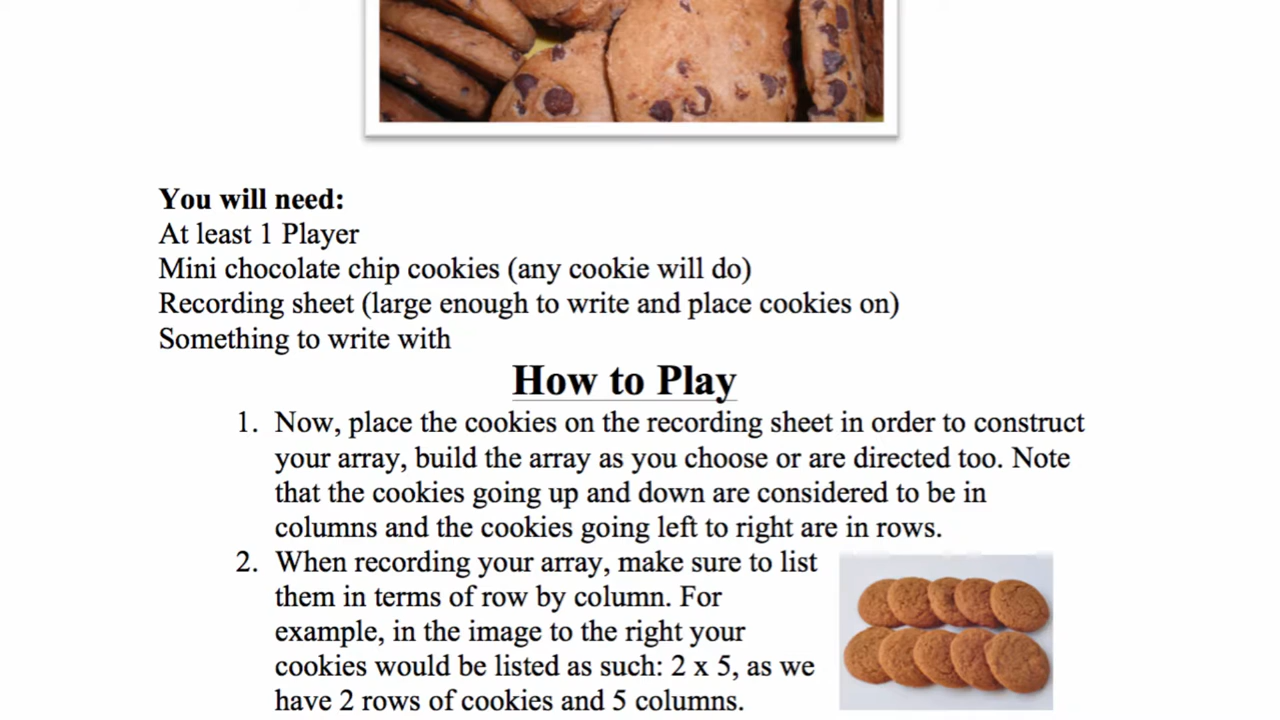 You will need:
At least 1 Player
Mini chocolate chip cookies (any cookie will do)
Recording sheet (large enough to write and place cookies on)
Something to write with
How to Play
1. Now, place the cookies on the recording sheet in order to construct
your array, build the array as you choose or are directed too. Note
that the cookies going up and down are considered to be in
columns and the cookies going left to right are in rows.
2. When recording your array, make sure to list
them in terms of row by column. For
example, in the image to the right your
cookies would be listed as such: 2 x 5, as we
have 2 rows of cookies and 5 columns.